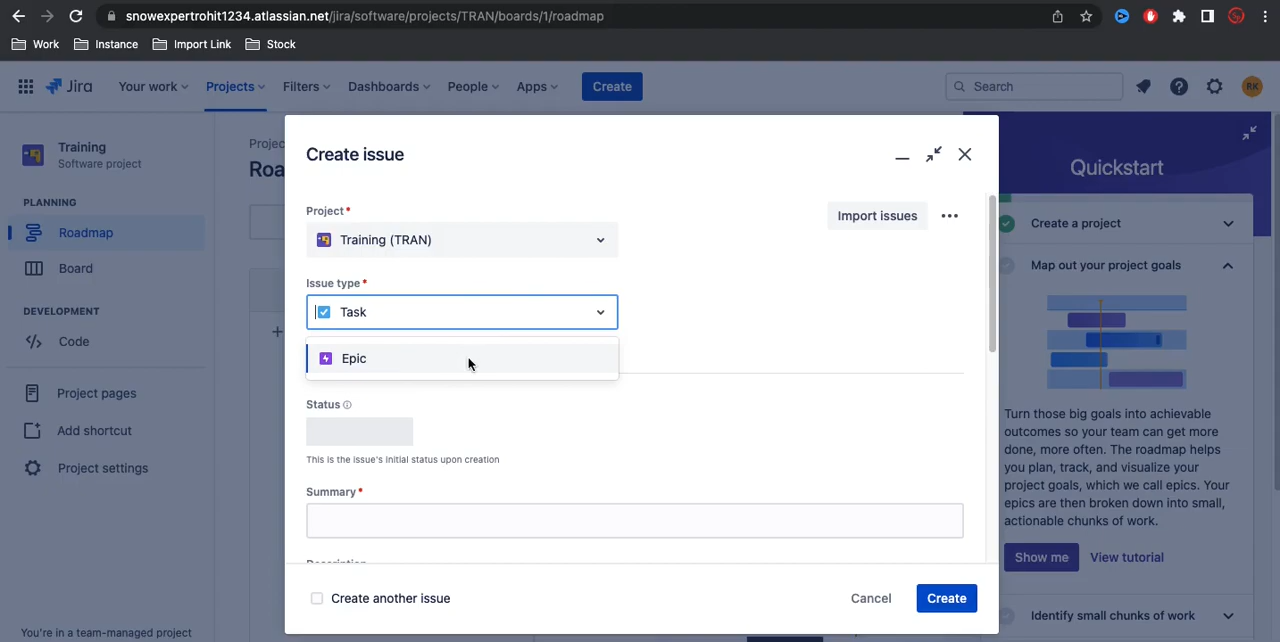 snowexpertrohit1234.atlassian.net/jira/software/projects/TRAN/boards/1/roadmap
Work Instance Import Link Stock
Jira Your work Projects Filters Dashboards People Apps Create Search RK
Training
Software project
PLANNING
Roadmap
Board
DEVELOPMENT
Code
Project pages
Add shortcut
Project settings
You're in a team-managed project
Projec
Roa
Create issue
Project*
Import issues
Training (TRAN)
Issue type*
Task
Epic
Status
This is the issue's initial status upon creation
Summary*
Description
Create another issue
Cancel
Create
Quickstart
Create a project
Map out your project goals
Turn those big goals into achievable
outcomes so your team can get more
done, more often. The roadmap helps
you plan, track, and visualize your
project goals, which we call epics. Your
epics are then broken down into small,
actionable chunks of work.
Show me View tutorial
Identify small chunks of work